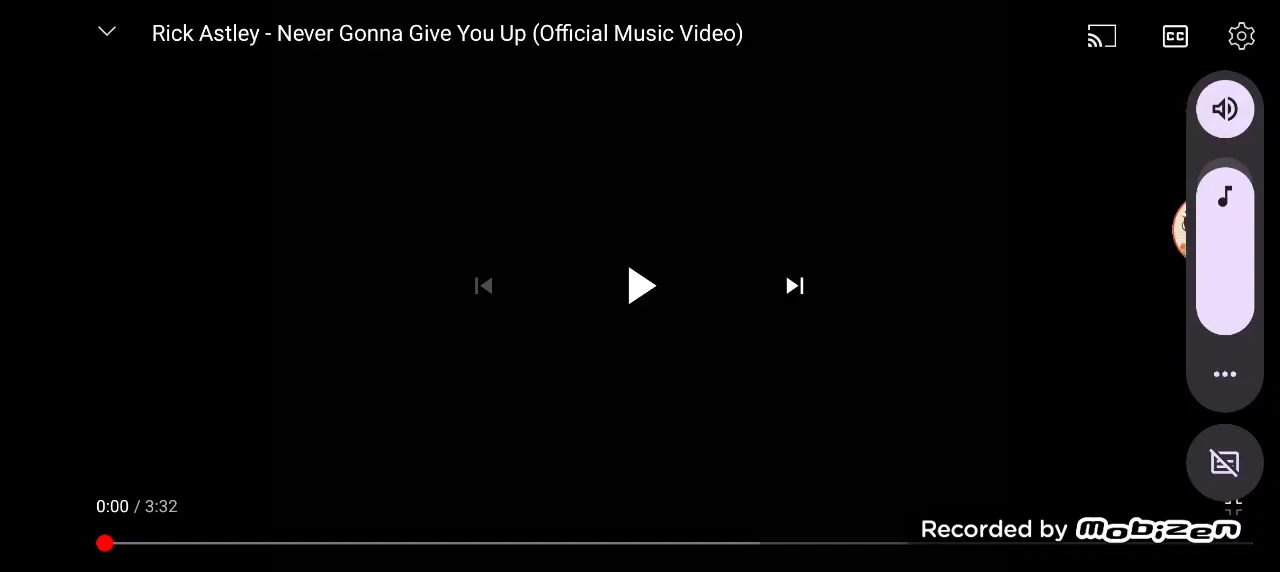 Rick Astley - Never Gonna Give You Up (Official Music Video)
CC
0:00 / 3:32
Recorded by MOBIZEN